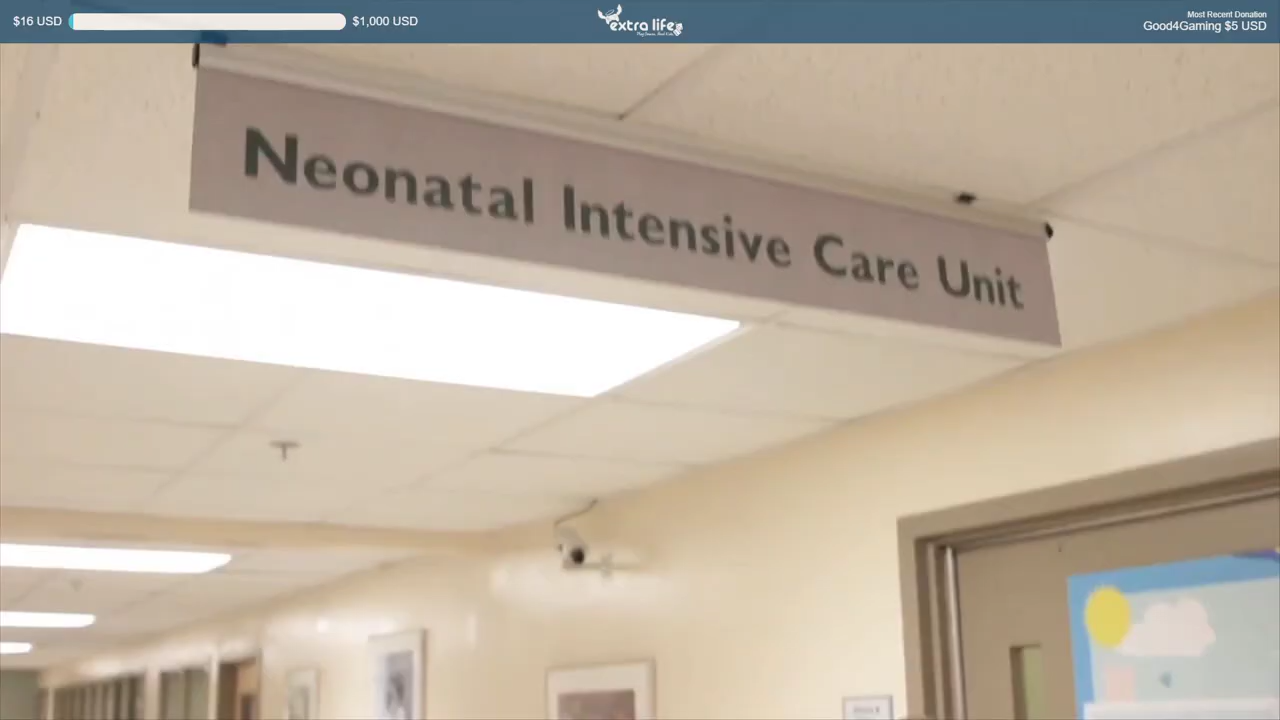 $16 USD
$1,000 USD
extra life
Most Recent Donation
Good4Gaming $5 USD
Neonatal Intensive Care Unit